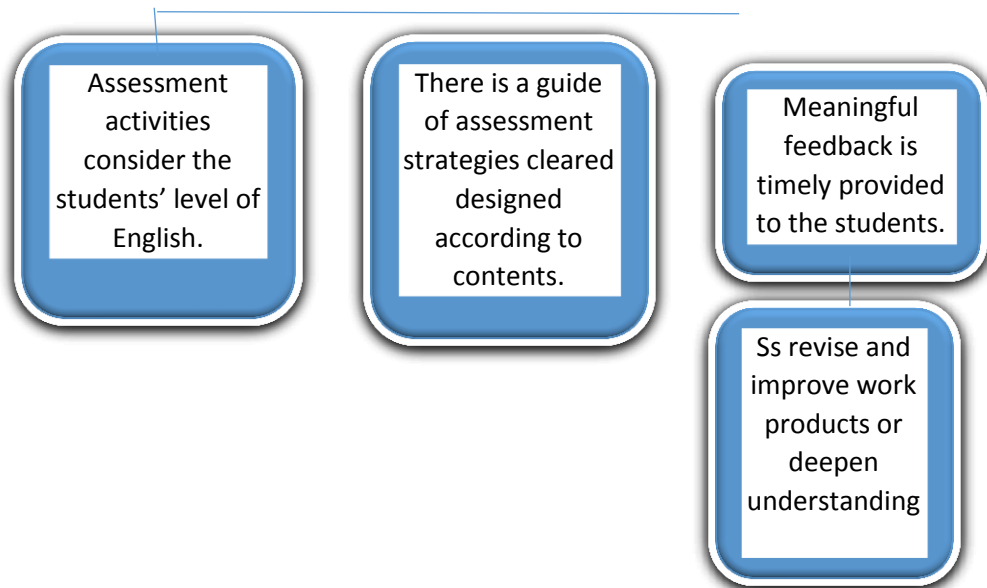 Assessment
activities
consider the
students’ level of
English.
There is a guide
of assessment
strategies cleared
designed
according to
contents.
Meaningful
feedback is
timely provided
to the students.
Ss revise and
improve work
products or
deepen
understanding